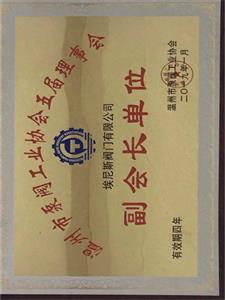 温州市泵阀工业协会五届理事会
埃尼斯阀门有限公司
副会长单位
有效期四年
温州市泵阀工业协会
二〇一九年一月